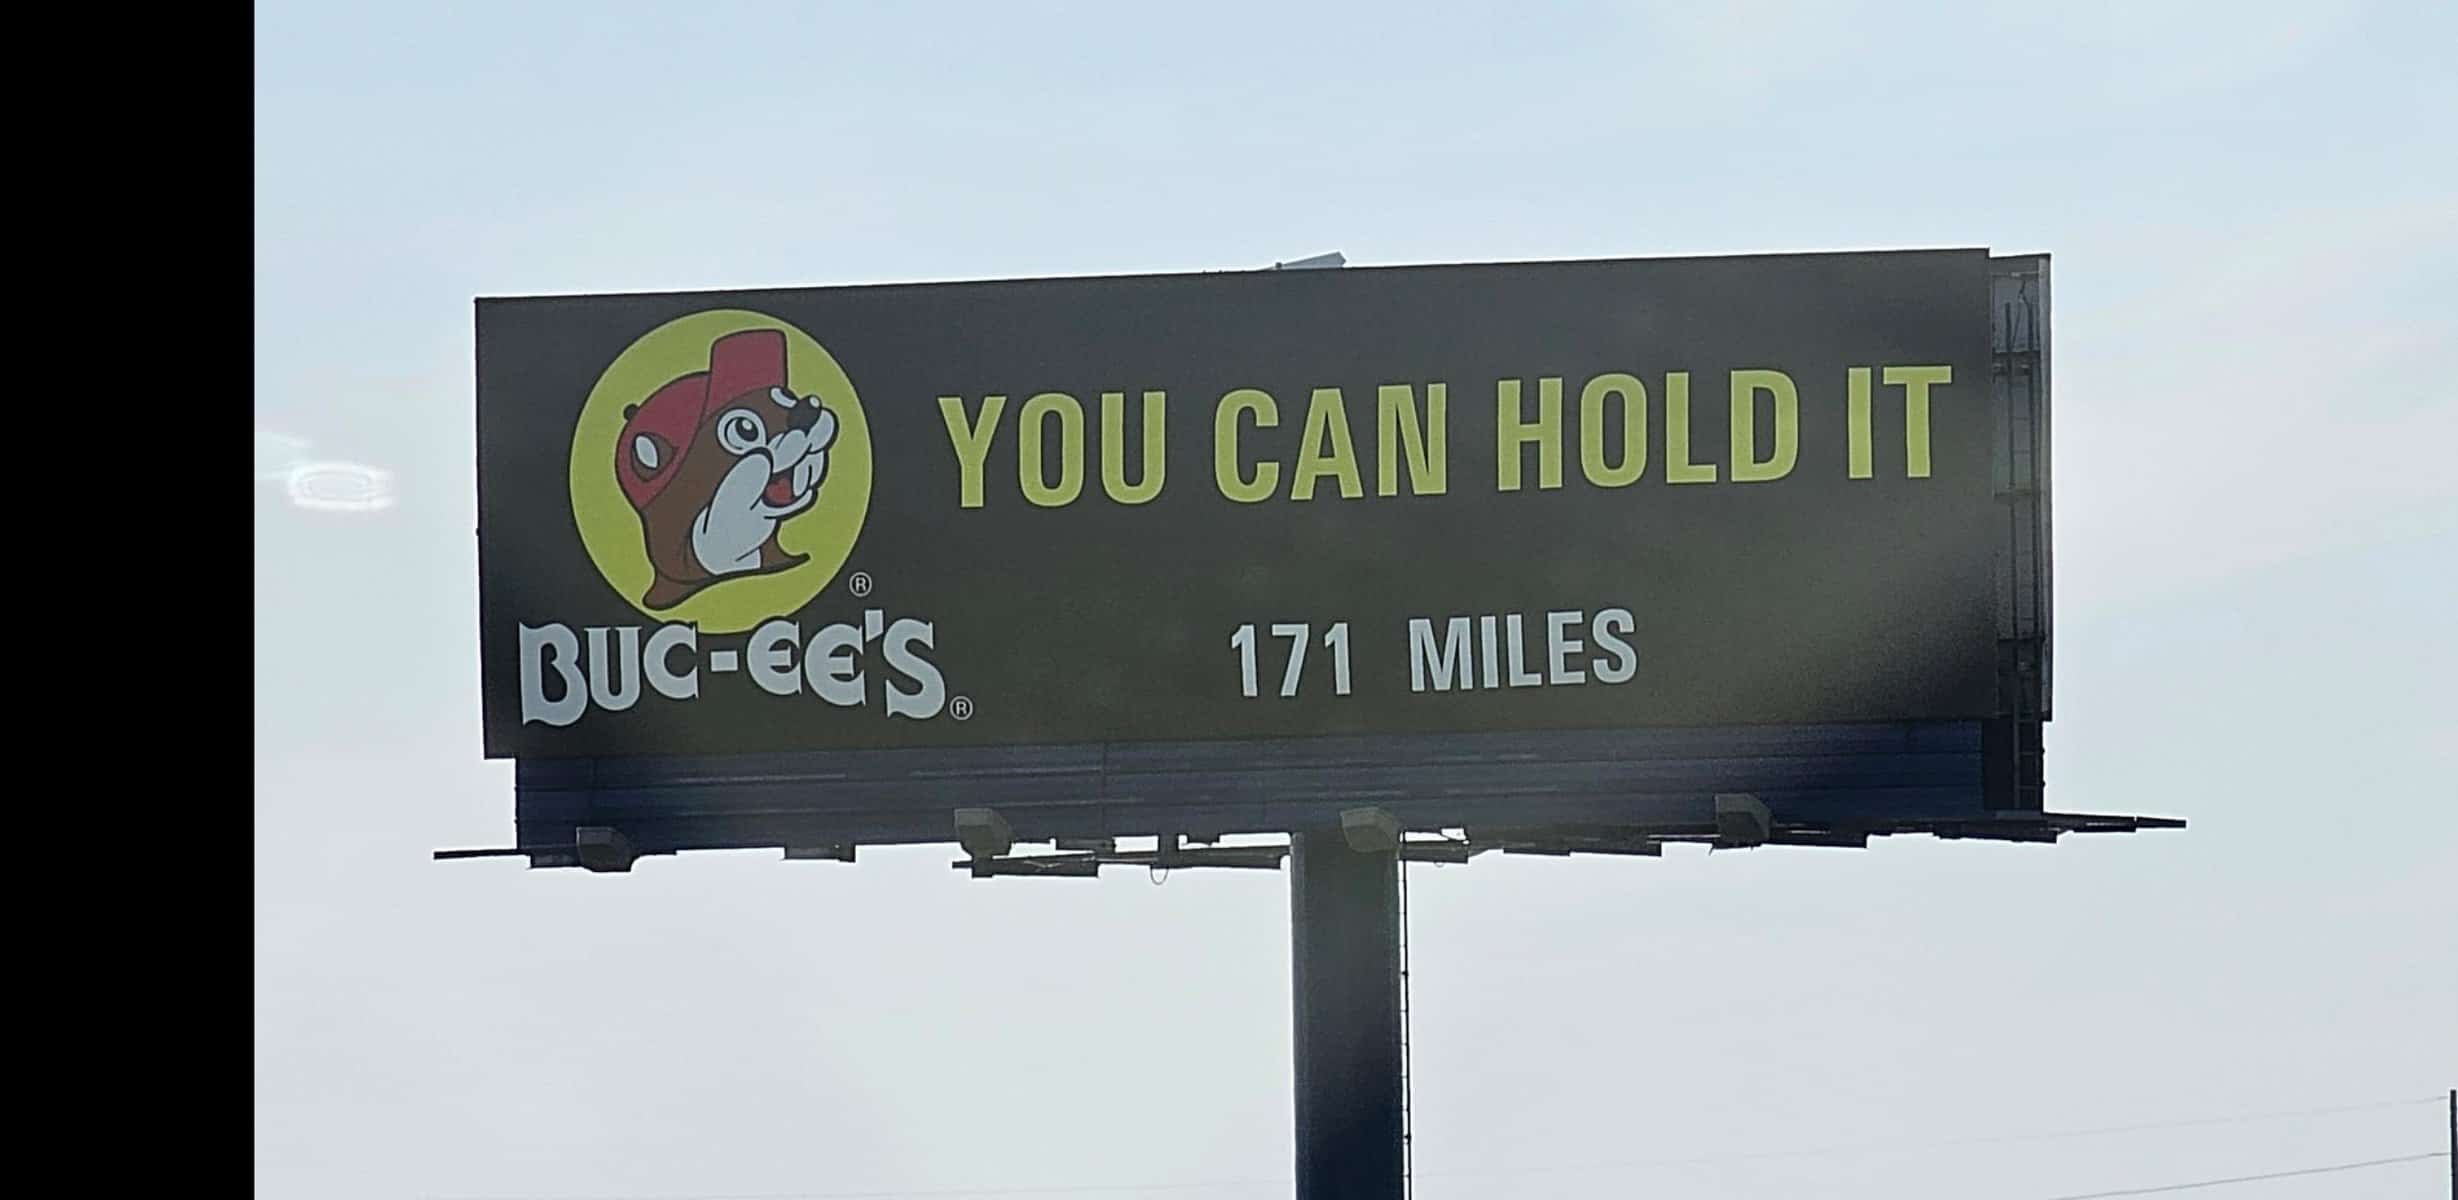 YOU CAN HOLD IT
®
BUC-EE'S®
171 MILES